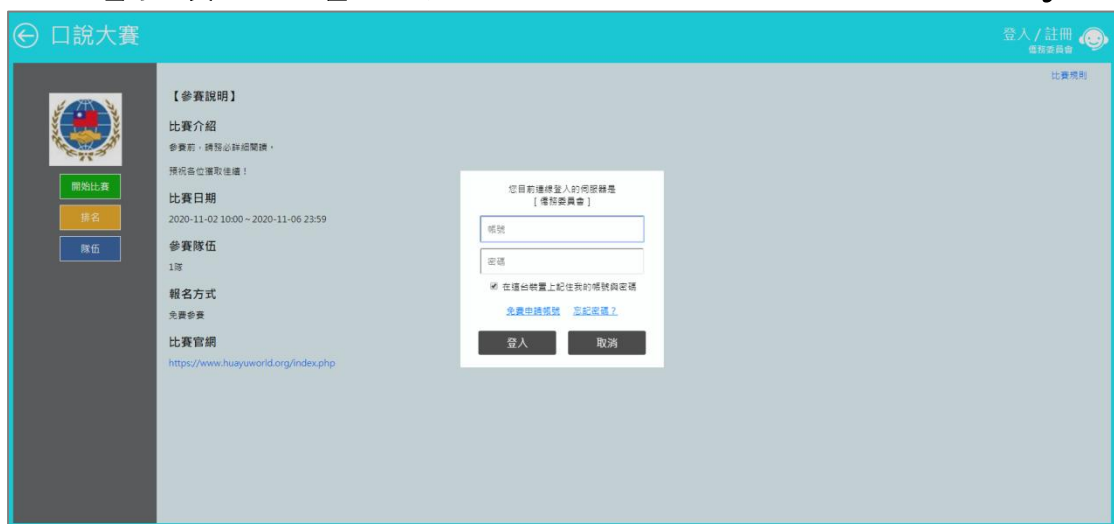 口說大賽
登入 / 註冊
僑務委員會
比賽規則
開始比賽
排名
隊伍
【參賽說明】
比賽介紹
參賽前，請務必詳細閱讀。
預祝各位獲取佳績！
比賽日期
2020-11-02 10:00 ~ 2020-11-06 23:59
參賽隊伍
1隊
報名方式
免費參賽
比賽官網
https://www.huayuworld.org/index.php
您目前連線登入的伺服器是
[ 僑務委員會 ]
帳號
密碼
在這台裝置上記住我的帳號與密碼
免費申請帳號 忘記密碼？
登入 取消